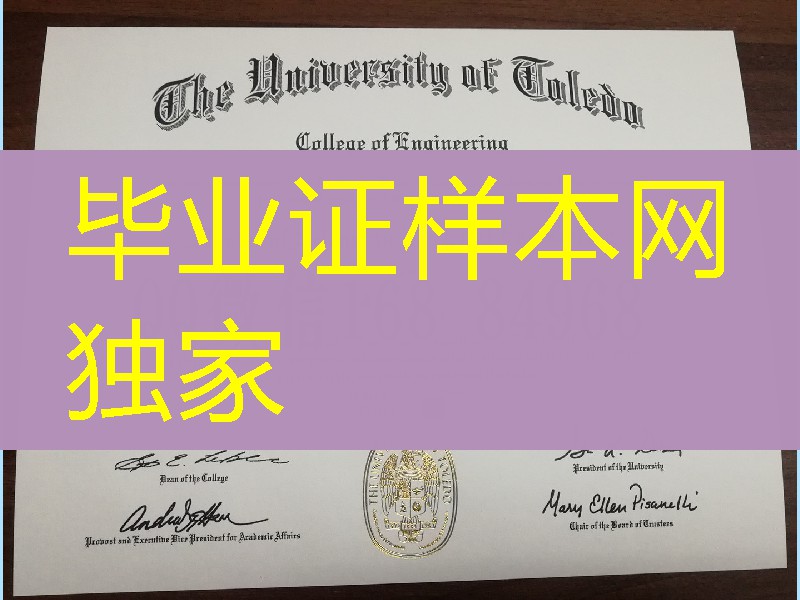 The University of Toledo
College of Engineering
毕业证样本网
独家
Dean of the College
President of the University
Mary Ellen Pisanelli
Provost and Executive Vice President for Academic Affairs
Chair of the Board of Trustees